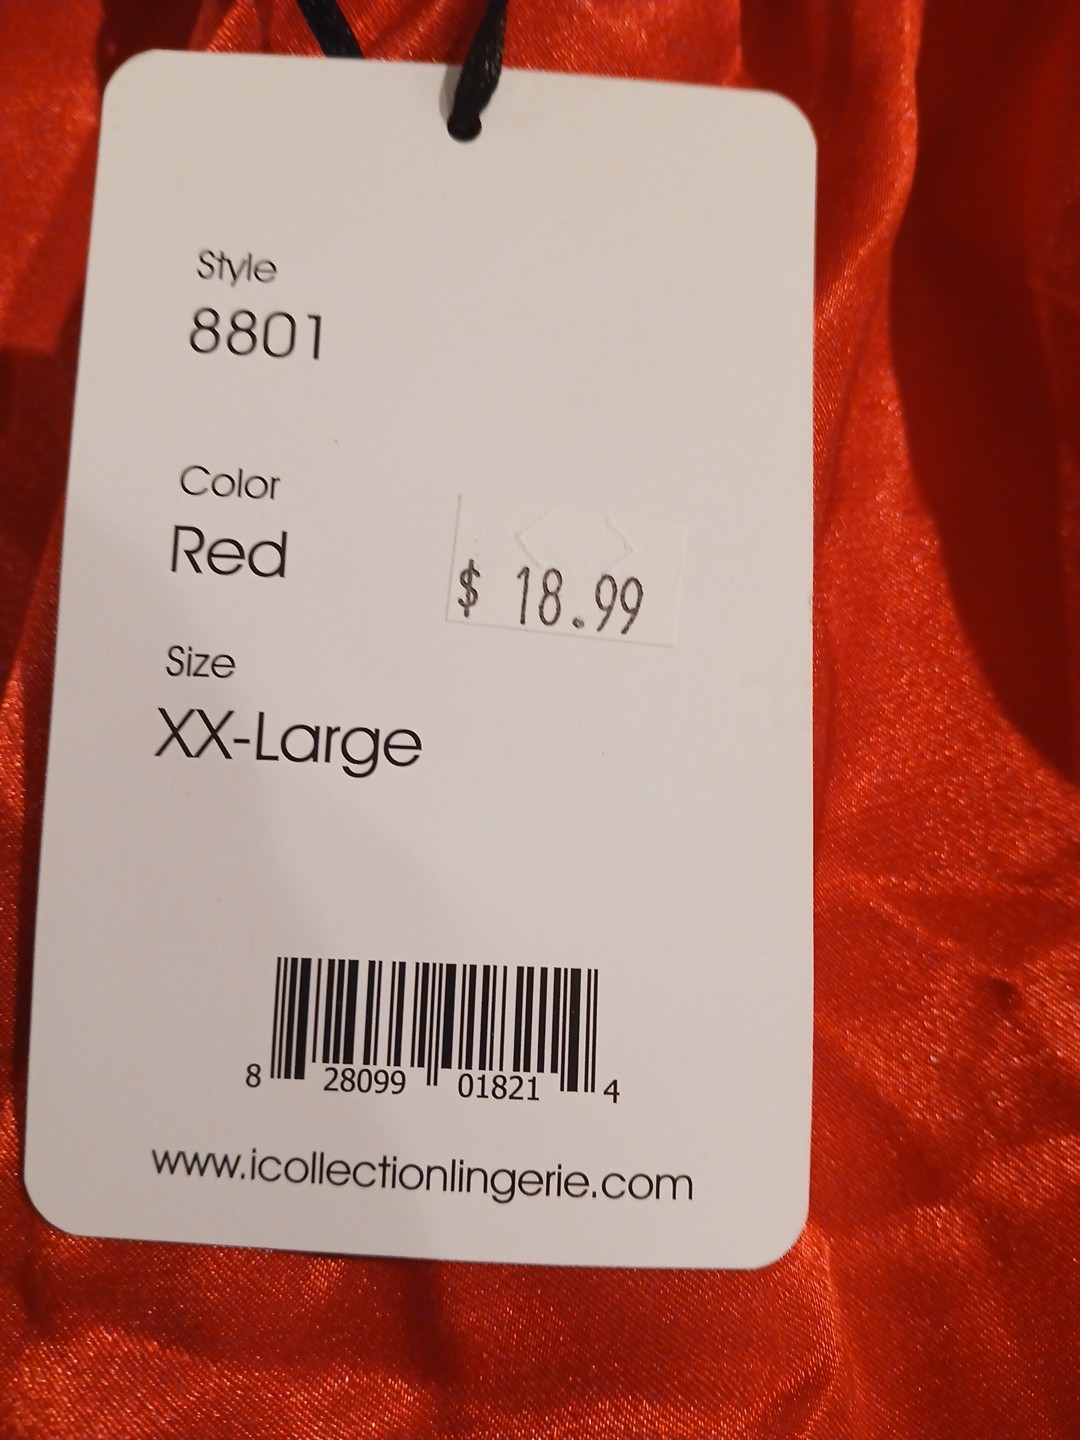 Style
8801
Color
Red
$ 18.99
Size
XX-Large
8 28099 01821 4
www.icollectionlingerie.com